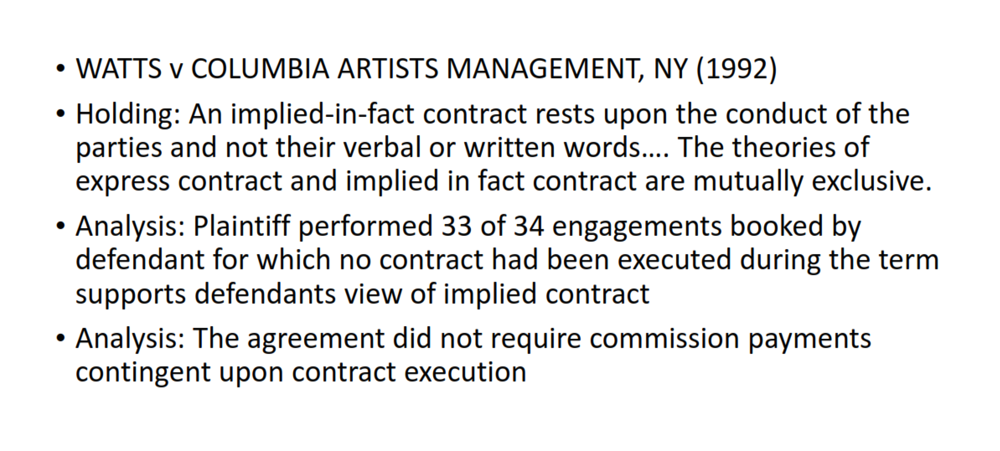 • WATTS v COLUMBIA ARTISTS MANAGEMENT, NY (1992)
• Holding: An implied-in-fact contract rests upon the conduct of the
parties and not their verbal or written words.... The theories of
express contract and implied in fact contract are mutually exclusive.
• Analysis: Plaintiff performed 33 of 34 engagements booked by
defendant for which no contract had been executed during the term
supports defendants view of implied contract
• Analysis: The agreement did not require commission payments
contingent upon contract execution